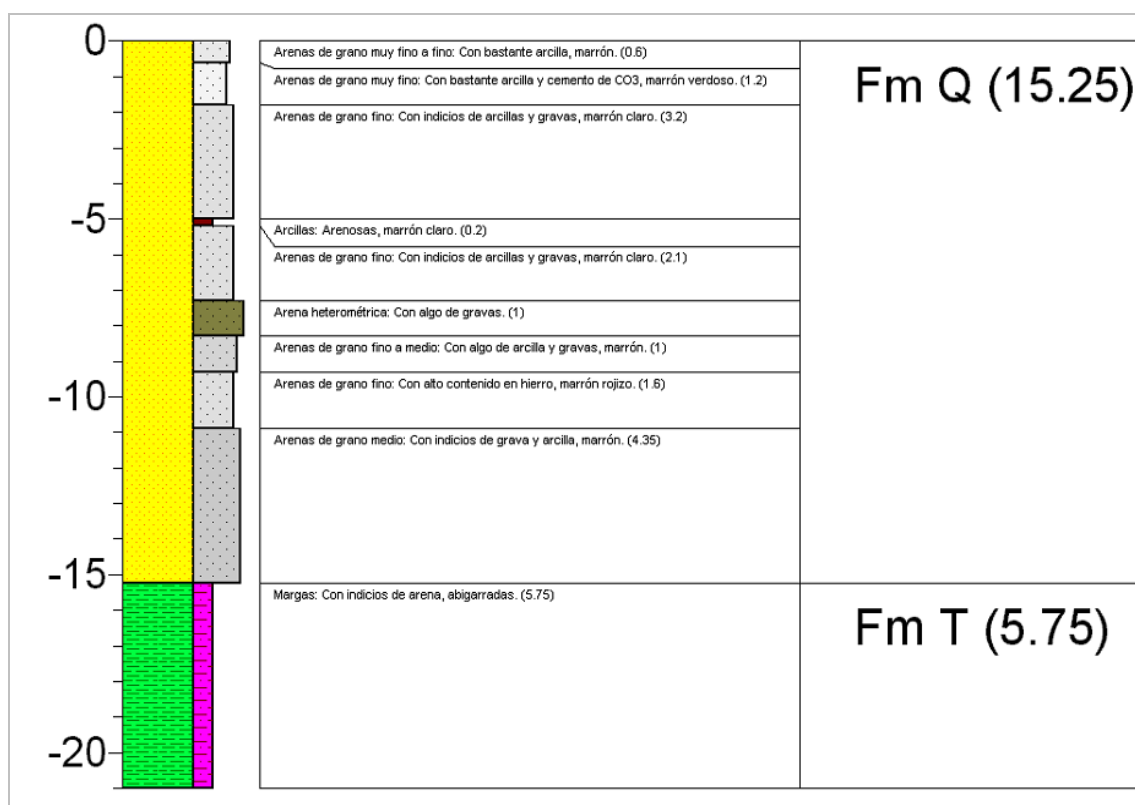 0
Arenas de grano muy fino a fino: Con bastante arcilla, marrón. (0.6)
Arenas de grano muy fino: Con bastante arcilla y cemento de CO3, marrón verdoso. (1.2)
Fm Q (15.25)
Arenas de grano fino: Con indicios de arcillas y gravas, marrón claro. (3.2)
-5
Arcillas: Arenosas, marrón claro. (0.2)
Arenas de grano fino: Con indicios de arcillas y gravas, marrón claro. (2.1)
Arena heterométrica: Con algo de gravas. (1)
Arenas de grano fino a medio: Con algo de arcilla y gravas, marrón. (1)
Arenas de grano fino: Con alto contenido en hierro, marrón rojizo. (1.6)
-10
Arenas de grano medio: Con indicios de grava y arcilla, marrón. (4.35)
-15
Margas: Con indicios de arena, abigarradas. (5.75)
Fm T (5.75)
-20